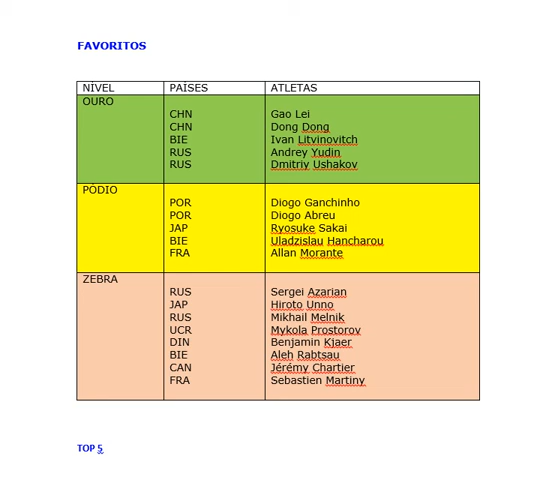 FAVORITOS
NÍVEL PAÍSES ATLETAS
OURO
CHN Gao Lei
CHN Dong Dong
BIE Ivan Litvinovitch
RUS Andrey Yudin
RUS Dmitriy Ushakov
PÓDIO
POR Diogo Ganchinho
POR Diogo Abreu
JAP Ryosuke Sakai
BIE Uladzislau Hancharou
FRA Allan Morante
ZEBRA
RUS Sergei Azarian
JAP Hiroto Unno
RUS Mikhail Melnik
UCR Mykola Prostorov
DIN Benjamin Kjaer
BIE Aleh Rabtsau
CAN Jérémy Chartier
FRA Sebastien Martiny
TOP 5